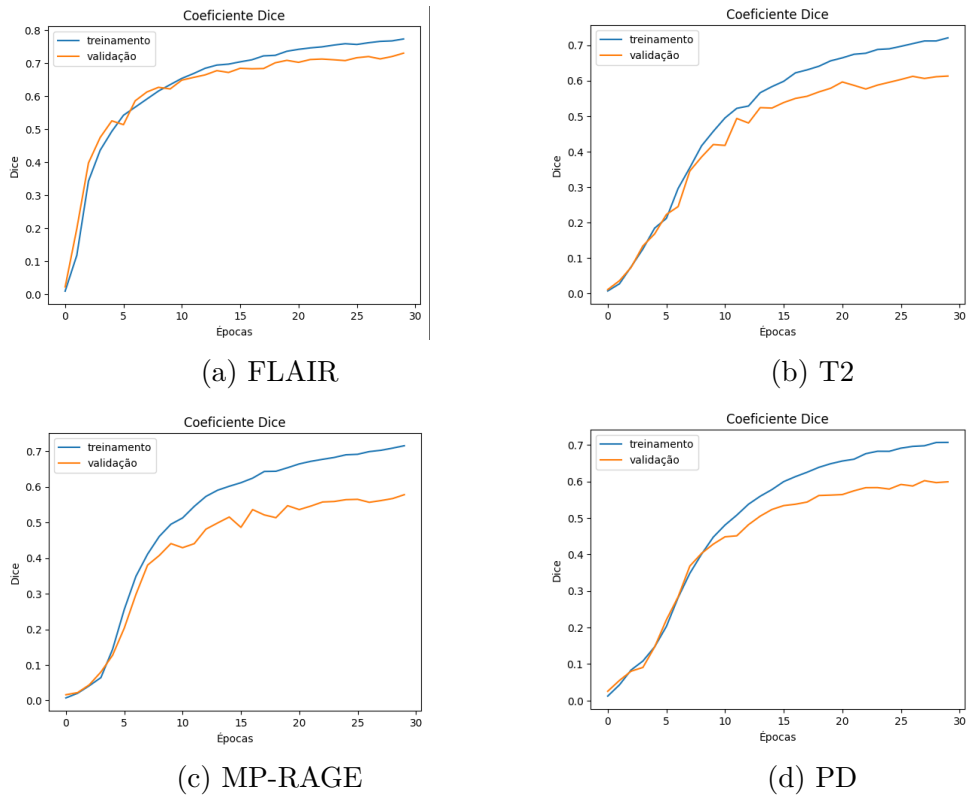 Coeficiente Dice
treinamento
validação
0.8
0.7
0.6
0.5
0.4
0.3
0.2
0.1
0.0
Dice
0 5 10 15 20 25 30
Épocas
(a) FLAIR
Coeficiente Dice
treinamento
validação
0.7
0.6
0.5
0.4
0.3
0.2
0.1
0.0
Dice
0 5 10 15 20 25 30
Épocas
(b) T2
Coeficiente Dice
treinamento
validação
0.7
0.6
0.5
0.4
0.3
0.2
0.1
0.0
Dice
0 5 10 15 20 25 30
Épocas
(c) MP-RAGE
Coeficiente Dice
treinamento
validação
0.7
0.6
0.5
0.4
0.3
0.2
0.1
0.0
Dice
0 5 10 15 20 25 30
Épocas
(d) PD